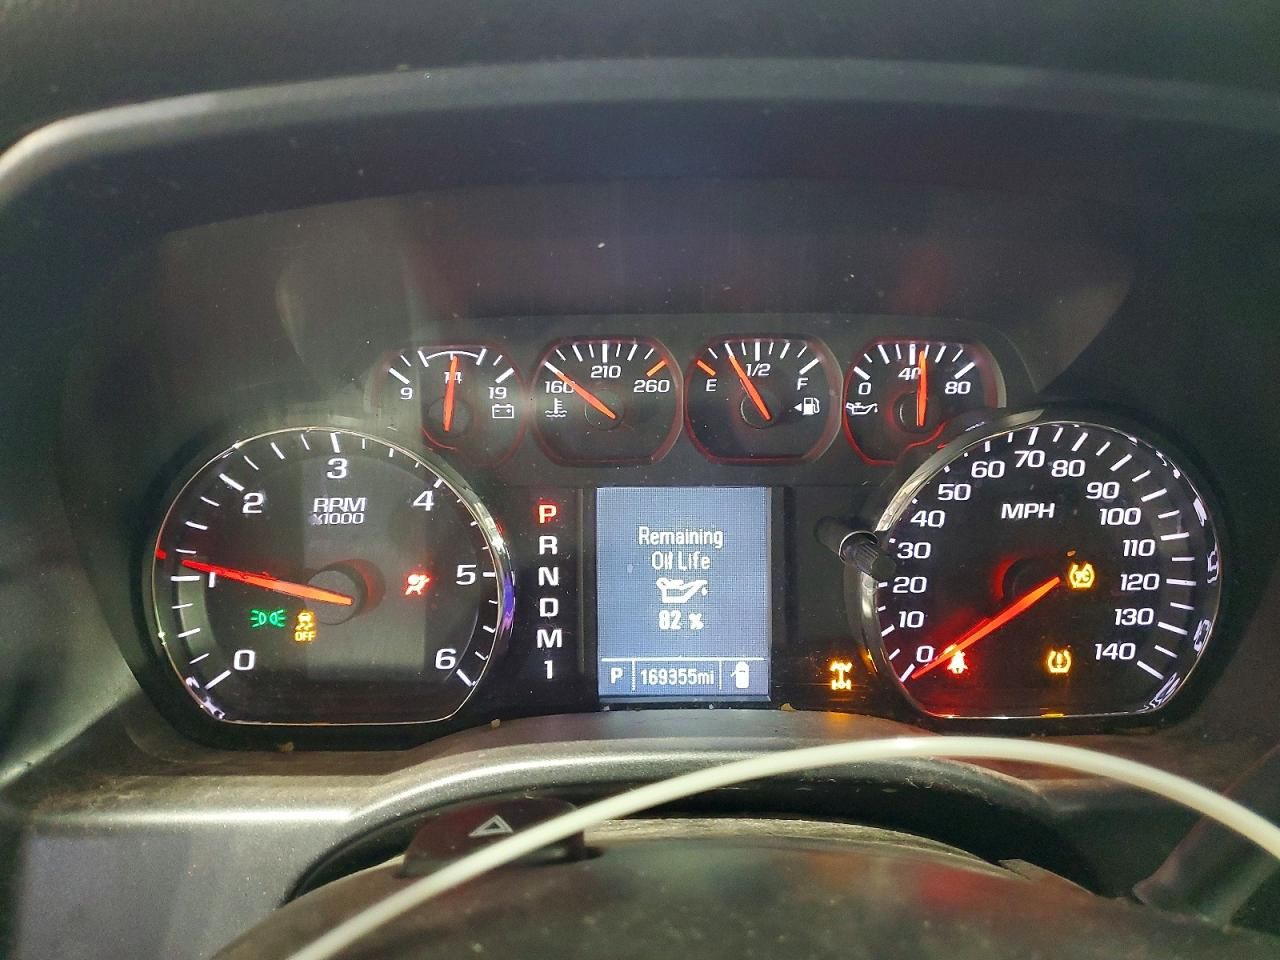 9 14 19
160 210 260
E 1/2 F
0 40 80
0 1 2 3 4 5 6
RPM
x1000
OFF
P
R
N
D
M
1
Remaining
Oil Life
82 %
P 169355mi
0 10 20 30 40 50 60 70 80 90 100 110 120 130 140
MPH
TC